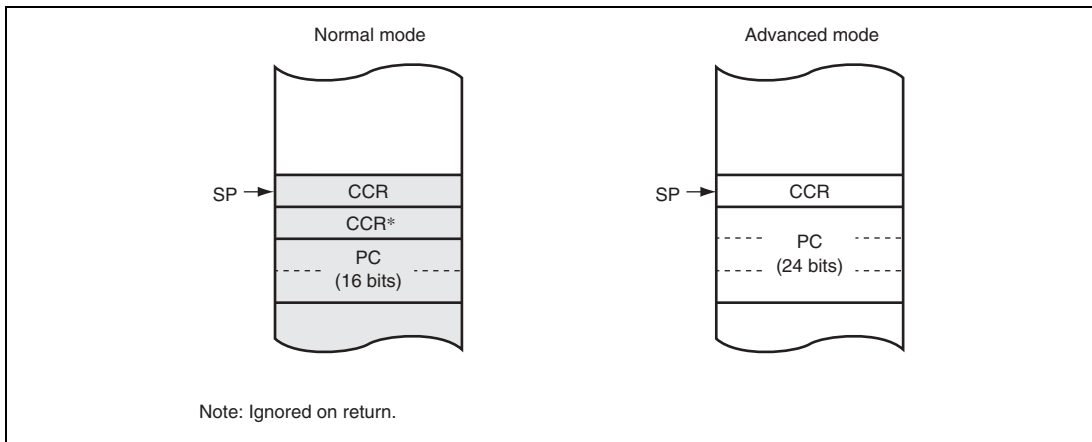 Normal mode
SP
CCR
CCR*
PC
(16 bits)
Advanced mode
SP
CCR
PC
(24 bits)
Note: Ignored on return.